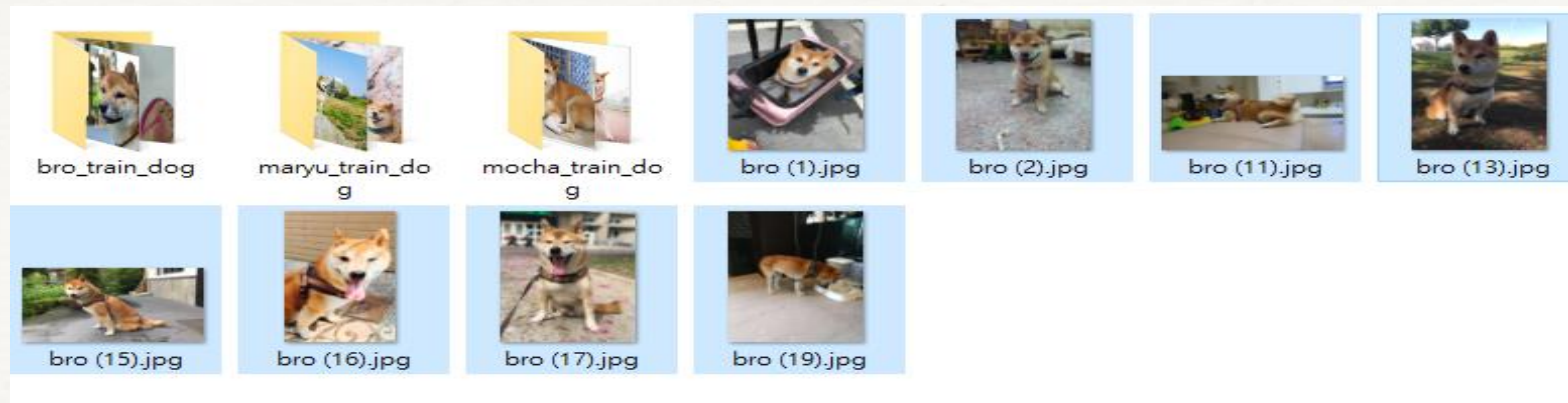 bro_train_dog
maryu_train_do
g
mocha_train_do
g
bro (1).jpg
bro (2).jpg
bro (11).jpg
bro (13).jpg
bro (15).jpg
bro (16).jpg
bro (17).jpg
bro (19).jpg